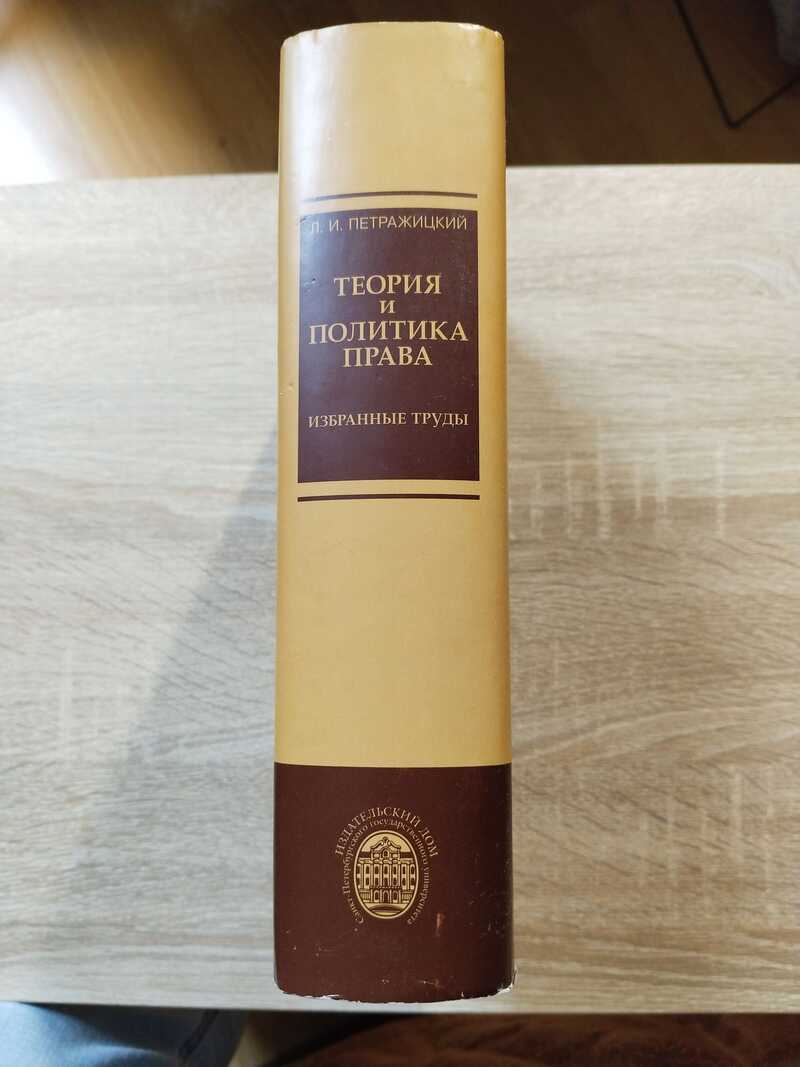 Л. И. ПЕТРАЖИЦКИЙ
ТЕОРИЯ
И
ПОЛИТИКА
ПРАВА
ИЗБРАННЫЕ ТРУДЫ
ИЗДАТЕЛЬСКИЙ ДОМ
Санкт-Петербургского государственного университета